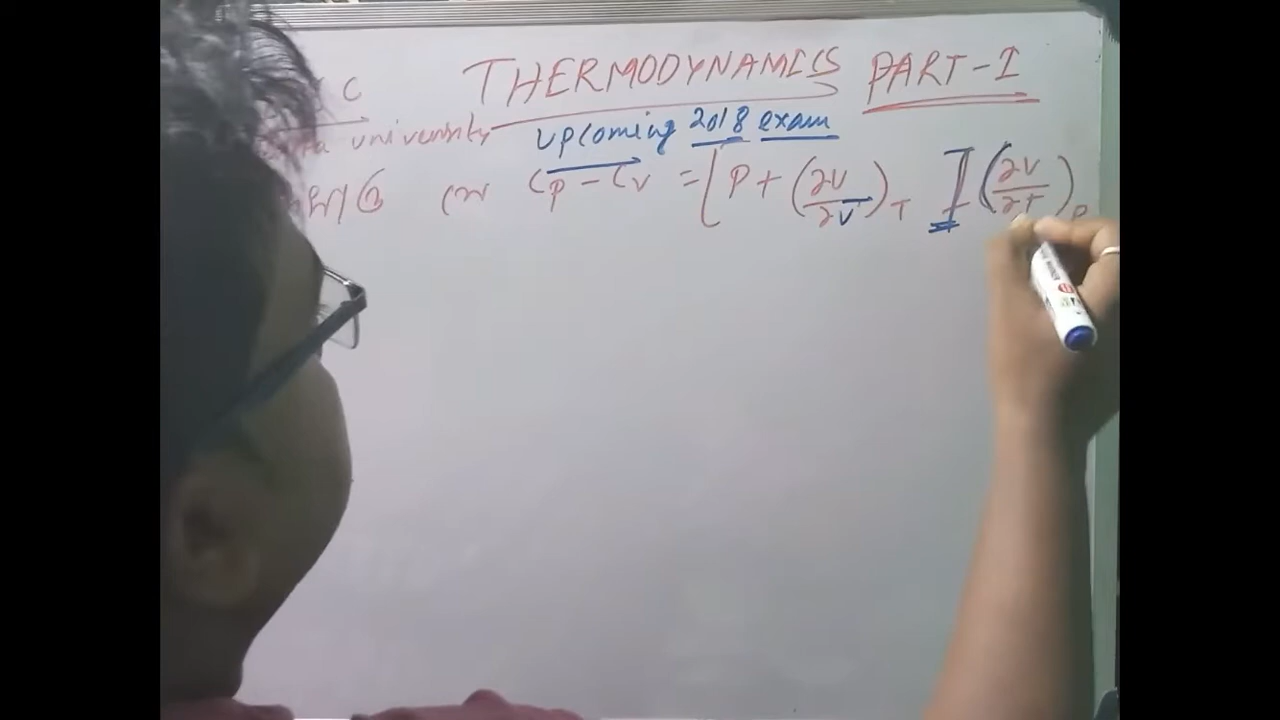 C THERMODYNAMICS PART-I
university upcoming 2018 exam
Cp - Cv = [ P + (∂U/∂V)T ] (∂V/∂T)P